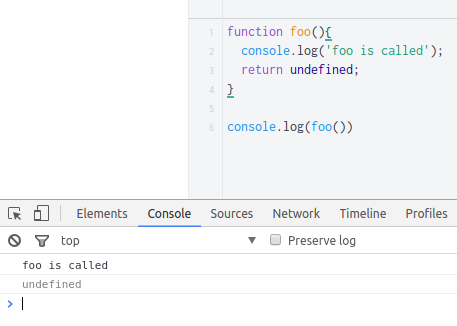 1 function foo(){
2 console.log('foo is called');
3 return undefined;
4 }
5
6 console.log(foo())
Elements Console Sources Network Timeline Profiles
top Preserve log
foo is called
undefined
>